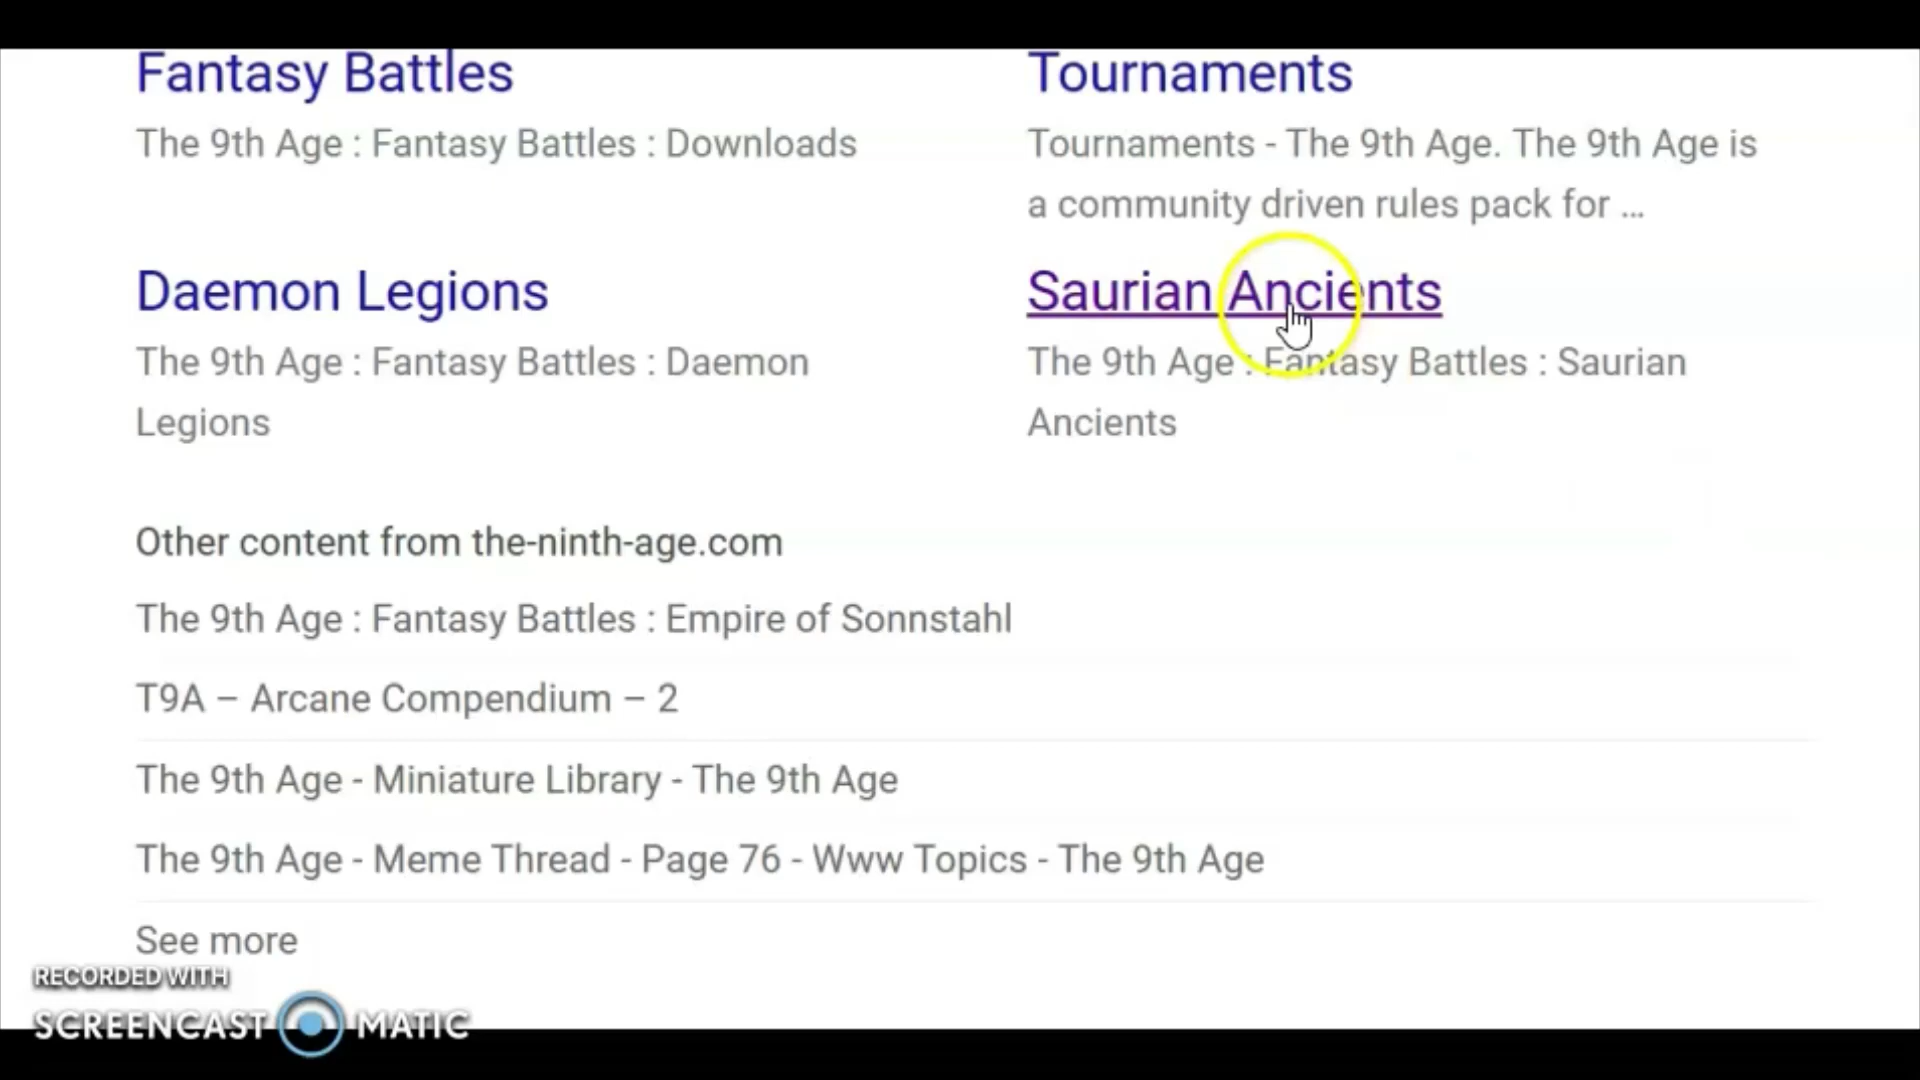 Fantasy Battles
The 9th Age : Fantasy Battles : Downloads
Tournaments
Tournaments - The 9th Age. The 9th Age is
a community driven rules pack for ...
Daemon Legions
The 9th Age : Fantasy Battles : Daemon
Legions
Saurian Ancients
The 9th Age : Fantasy Battles : Saurian
Ancients
Other content from the-ninth-age.com
The 9th Age : Fantasy Battles : Empire of Sonnstahl
T9A – Arcane Compendium – 2
The 9th Age - Miniature Library - The 9th Age
The 9th Age - Meme Thread - Page 76 - Www Topics - The 9th Age
See more
RECORDED WITH
SCREENCAST MATIC